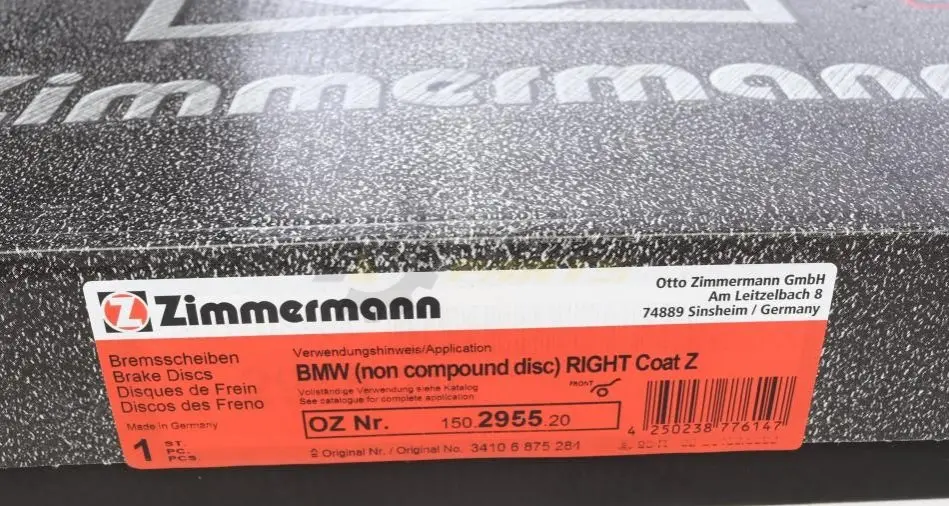 Zimmermann
Zimmermann
Otto Zimmermann GmbH
Am Leitzelbach 8
74889 Sinsheim / Germany
Bremsscheiben
Brake Discs
Disques de Frein
Discos des Freno
Made in Germany
1 ST.
PC.
PCS.
Verwendungshinweis/Application
BMW (non compound disc) RIGHT Coat Z
Vollständige Verwendung siehe Katalog
See catalogue for complete application
FRONT
OZ Nr. 150.2955.20
Original Nr. / Original No. 3410 6 875 284
4 250238 776147